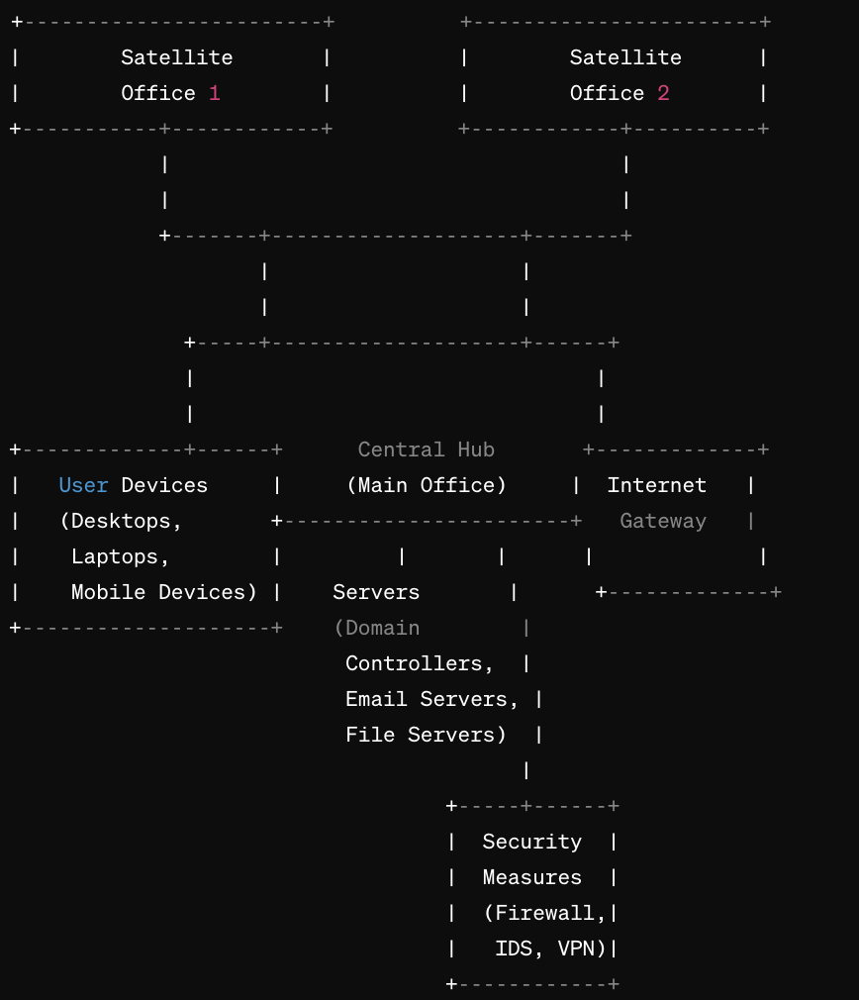 +------------------------+          +-----------------------+
|        Satellite       |          |        Satellite      |
|        Office 1        |          |        Office 2       |
+-----------+------------+          +------------+----------+
            |                                    |
            |                                    |
            +-------+--------------------+-------+
                    |                    |
                    |                    |
              +-----+--------------------+------+
              |                                |
              |                                |
+-------------+------+      Central Hub       +-------------+
|   User Devices     |     (Main Office)     |  Internet   |
|   (Desktops,       +-----------------------+   Gateway   |
|    Laptops,        |         |       |      |             |
|    Mobile Devices) |    Servers       |      +-------------+
+--------------------+    (Domain        |
                           Controllers,  |
                           Email Servers, |
                           File Servers)  |
                                         |
                                   +-----+------+
                                   |  Security  |
                                   |  Measures  |
                                   |  (Firewall,|
                                   |   IDS, VPN)|
                                   +------------+